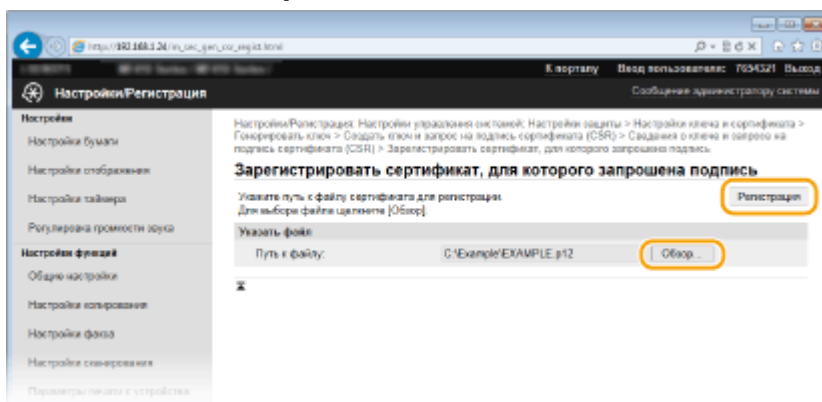 http://192.168.1.24/m_sec_gen_csr_regist.html
К порталу Вход пользователя: 7654321 Выход
Настройки/Регистрация
Сообщение администратору системы
Настройки
Настройки бумаги
Настройки отображения
Настройки таймера
Регулировка громкости звука
Настройки функций
Общие настройки
Настройки копирования
Настройки факса
Настройки сканирования
Параметры печати с устройства
Настройки/Регистрация: Настройки управления системой: Настройки защиты > Настройки ключа и сертификата >
Генерировать ключ > Создать ключ и запрос на подпись сертификата (CSR) > Сведения о ключе и запросе на
подпись сертификата (CSR) > Зарегистрировать сертификат, для которого запрошена подпись
Зарегистрировать сертификат, для которого запрошена подпись
Укажите путь к файлу сертификата для регистрации.
Для выбора файла щелкните [Обзор].
Регистрация
Указать файл
Путь к файлу: C:\Example\EXAMPLE.p12 Обзор...